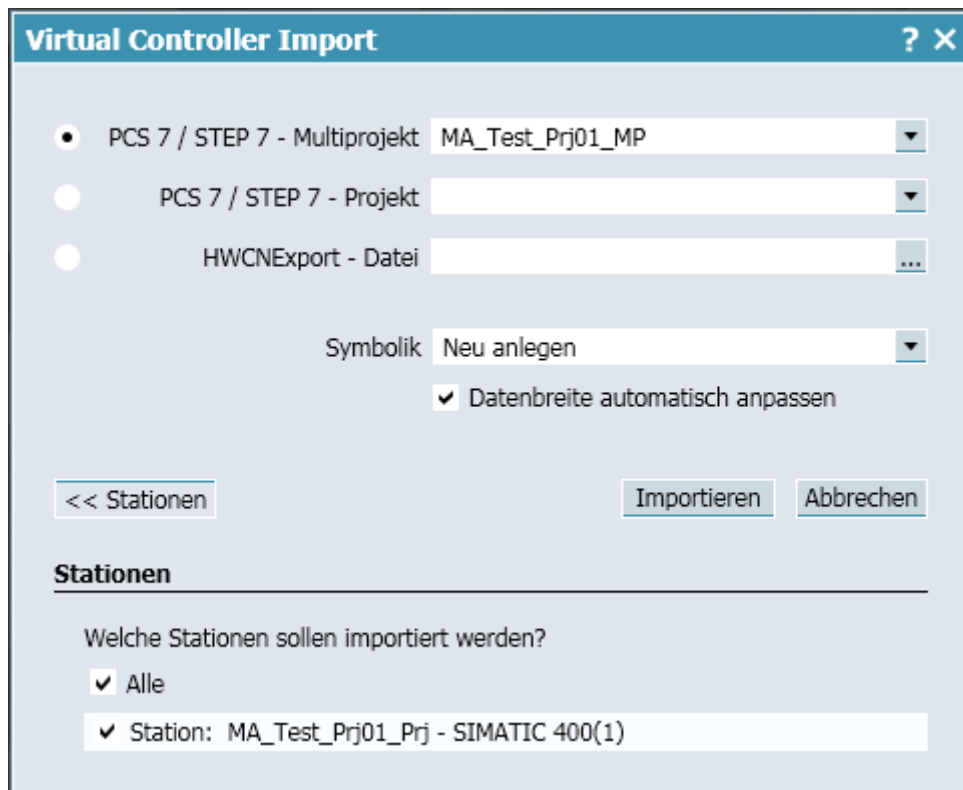 Virtual Controller Import ? ×
PCS 7 / STEP 7 - Multiprojekt MA_Test_Prj01_MP
PCS 7 / STEP 7 - Projekt
HWCNExport - Datei ...
Symbolik Neu anlegen
Datenbreite automatisch anpassen
<< Stationen Importieren Abbrechen
Stationen
Welche Stationen sollen importiert werden?
Alle
Station: MA_Test_Prj01_Prj - SIMATIC 400(1)